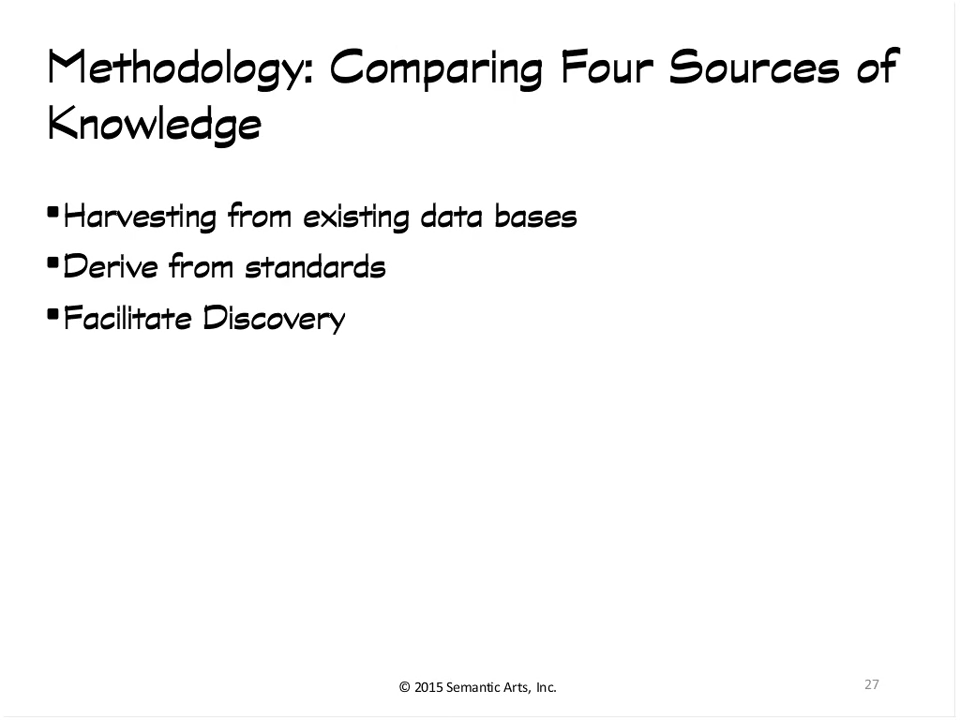 Methodology: Comparing Four Sources of
Knowledge
▪Harvesting from existing data bases
▪Derive from standards
▪Facilitate Discovery
© 2015 Semantic Arts, Inc.
27